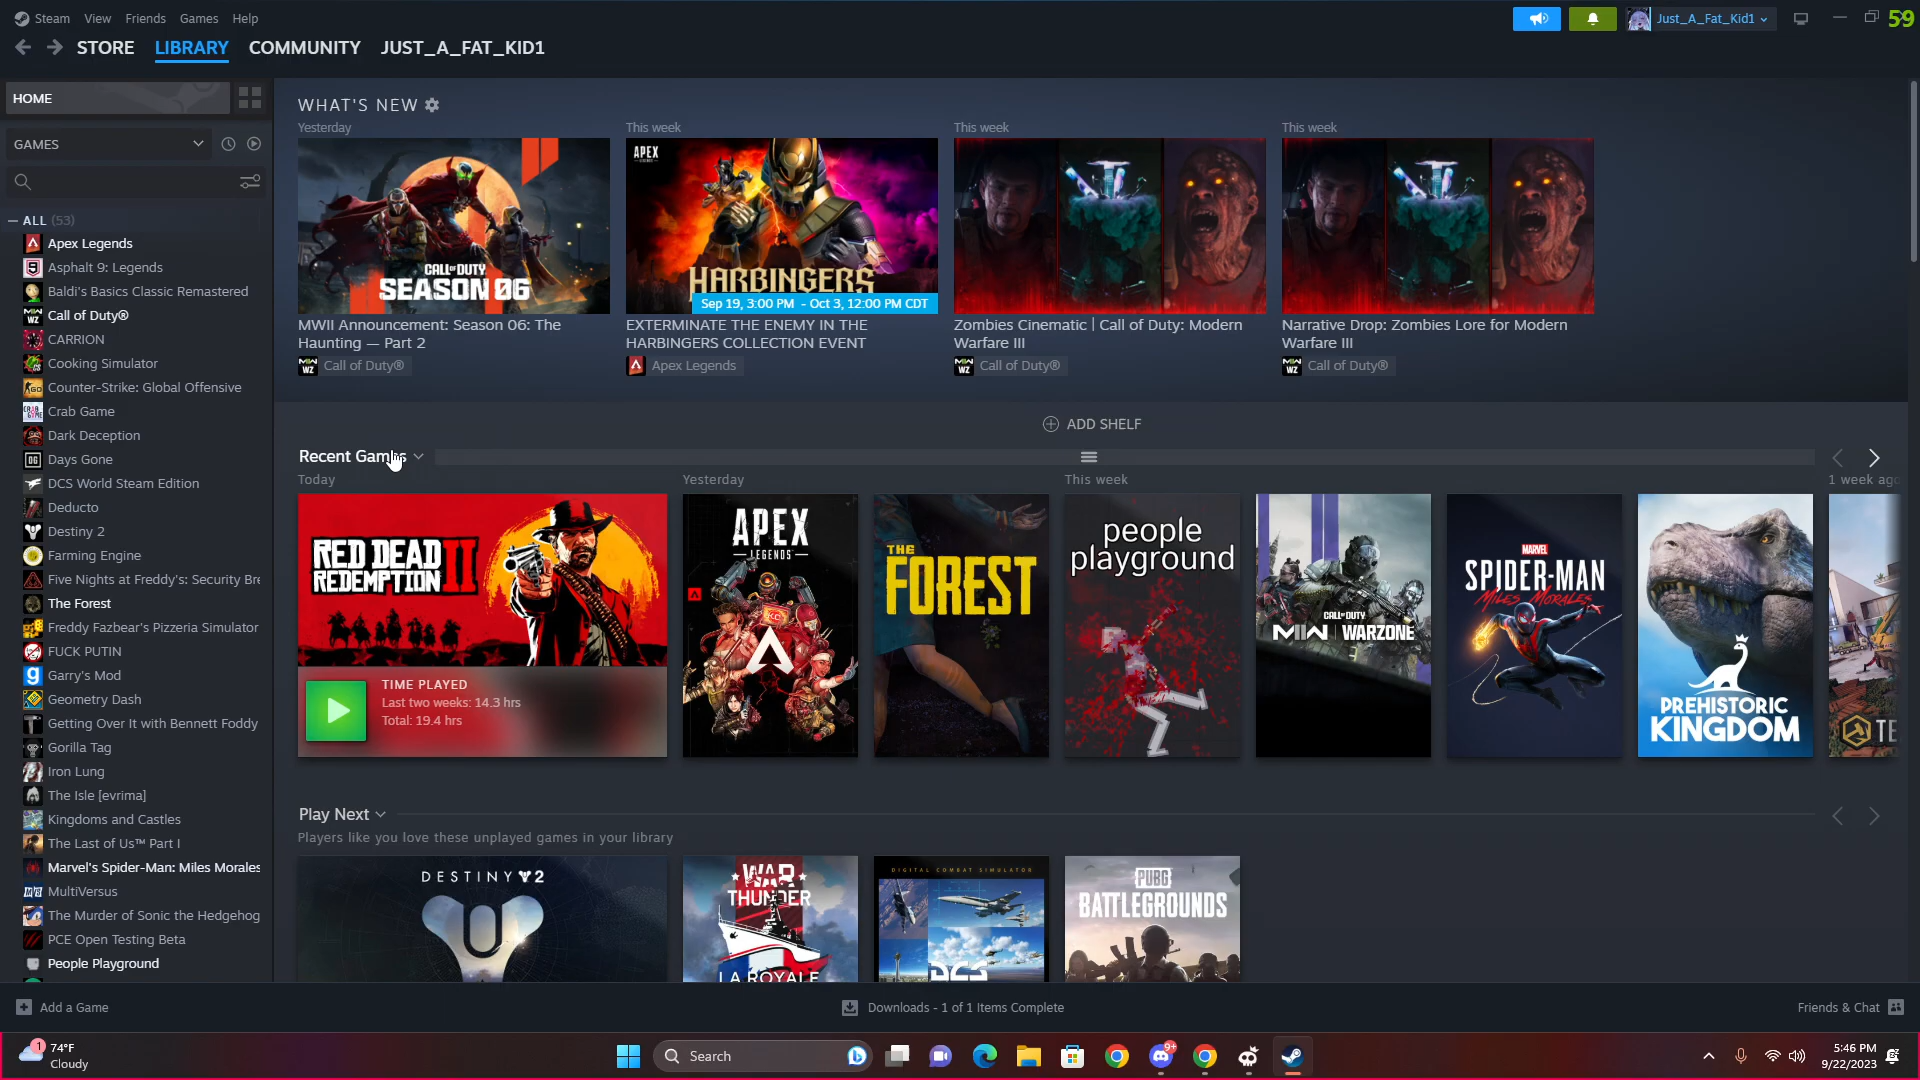 Steam View Friends Games Help
Just_A_Fat_Kid1
59
STORE LIBRARY COMMUNITY JUST_A_FAT_KID1
HOME
GAMES
ALL (53)
Apex Legends
Asphalt 9: Legends
Baldi's Basics Classic Remastered
Call of Duty®
CARRION
Cooking Simulator
Counter-Strike: Global Offensive
Crab Game
Dark Deception
Days Gone
DCS World Steam Edition
Deducto
Destiny 2
Farming Engine
Five Nights at Freddy's: Security Bre
The Forest
Freddy Fazbear's Pizzeria Simulator
FUCK PUTIN
Garry's Mod
Geometry Dash
Getting Over It with Bennett Foddy
Gorilla Tag
Iron Lung
The Isle [evrima]
Kingdoms and Castles
The Last of Us™ Part I
Marvel's Spider-Man: Miles Morales
MultiVersus
The Murder of Sonic the Hedgehog
PCE Open Testing Beta
People Playground
WHAT'S NEW
Yesterday
CALL OF DUTY
SEASON 06
MWII Announcement: Season 06: The
Haunting — Part 2
Call of Duty®
This week
APEX
HARBINGERS
Sep 19, 3:00 PM - Oct 3, 12:00 PM CDT
EXTERMINATE THE ENEMY IN THE
HARBINGERS COLLECTION EVENT
Apex Legends
This week
Zombies Cinematic | Call of Duty: Modern
Warfare III
Call of Duty®
This week
Narrative Drop: Zombies Lore for Modern
Warfare III
Call of Duty®
ADD SHELF
Recent Games
Today
RED DEAD
REDEMPTION II
TIME PLAYED
Last two weeks: 14.3 hrs
Total: 19.4 hrs
Yesterday
APEX
LEGENDS
THE
FOREST
This week
people
playground
CALL OF DUTY
MW II WARZONE
MARVEL
SPIDER-MAN
MILES MORALES
PREHISTORIC
KINGDOM
1 week ago
TE
Play Next
Players like you love these unplayed games in your library
DESTINY 2
WAR
THUNDER
LA ROYALE
DIGITAL COMBAT SIMULATOR
DCS
PUBG
BATTLEGROUNDS
Add a Game
Downloads - 1 of 1 Items Complete
Friends & Chat
1
74°F
Cloudy
Search
9+
5:46 PM
9/22/2023